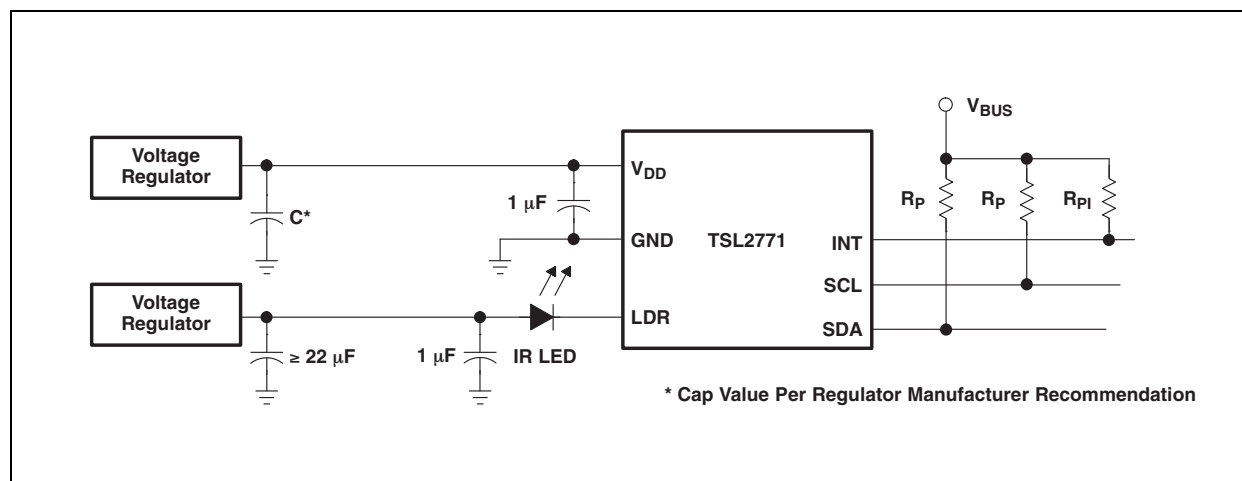 V_BUS
Voltage
Regulator
C*
1 μF
V_DD
GND
TSL2771
INT
SCL
SDA
LDR
R_P
R_P
R_PI
Voltage
Regulator
≥ 22 μF
1 μF
IR LED
* Cap Value Per Regulator Manufacturer Recommendation